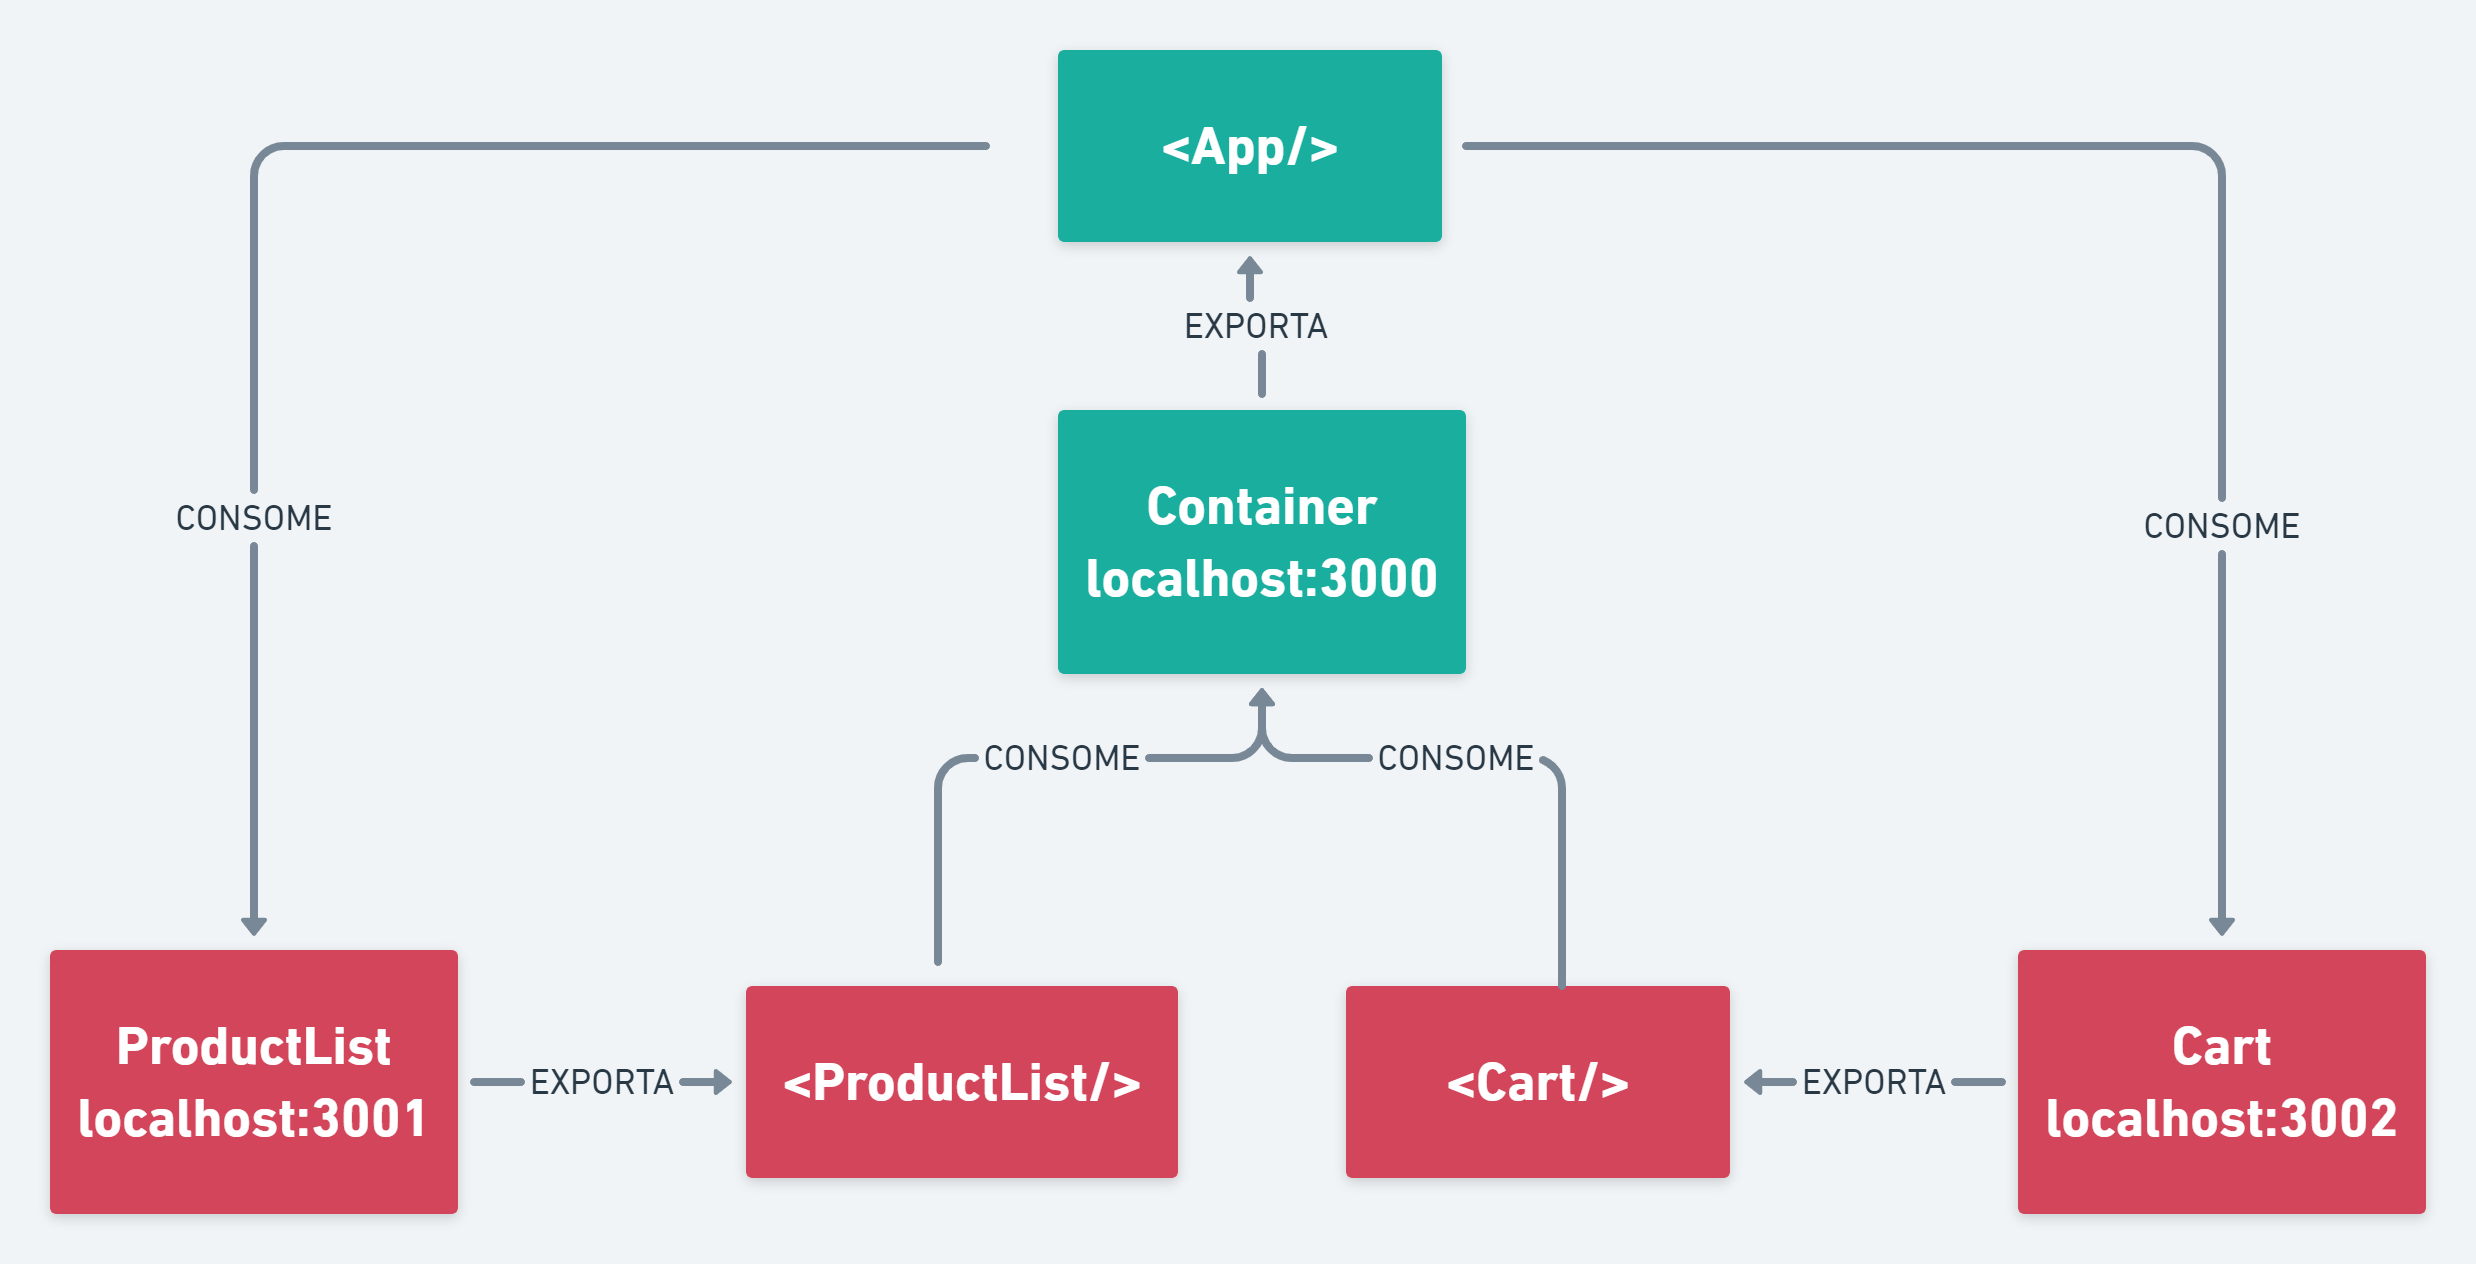 <App/>
EXPORTA
Container
localhost:3000
CONSOME
CONSOME
CONSOME
CONSOME
ProductList
localhost:3001
EXPORTA
<ProductList/>
<Cart/>
EXPORTA
Cart
localhost:3002